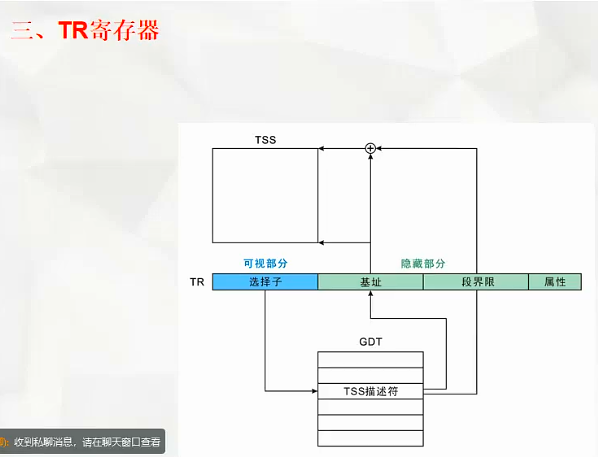 三、TR寄存器
TSS
可视部分 隐藏部分
TR 选择子 基址 段界限 属性
GDT
TSS描述符
): 收到私聊消息，请在聊天窗口查看